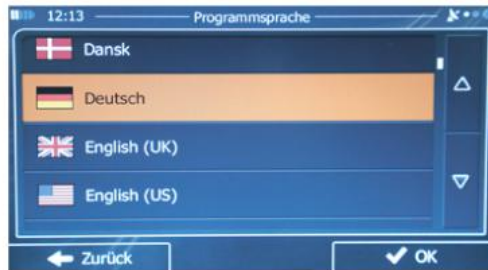 12:13 Programmsprache
Dansk
Deutsch
English (UK)
English (US)
Zurück OK